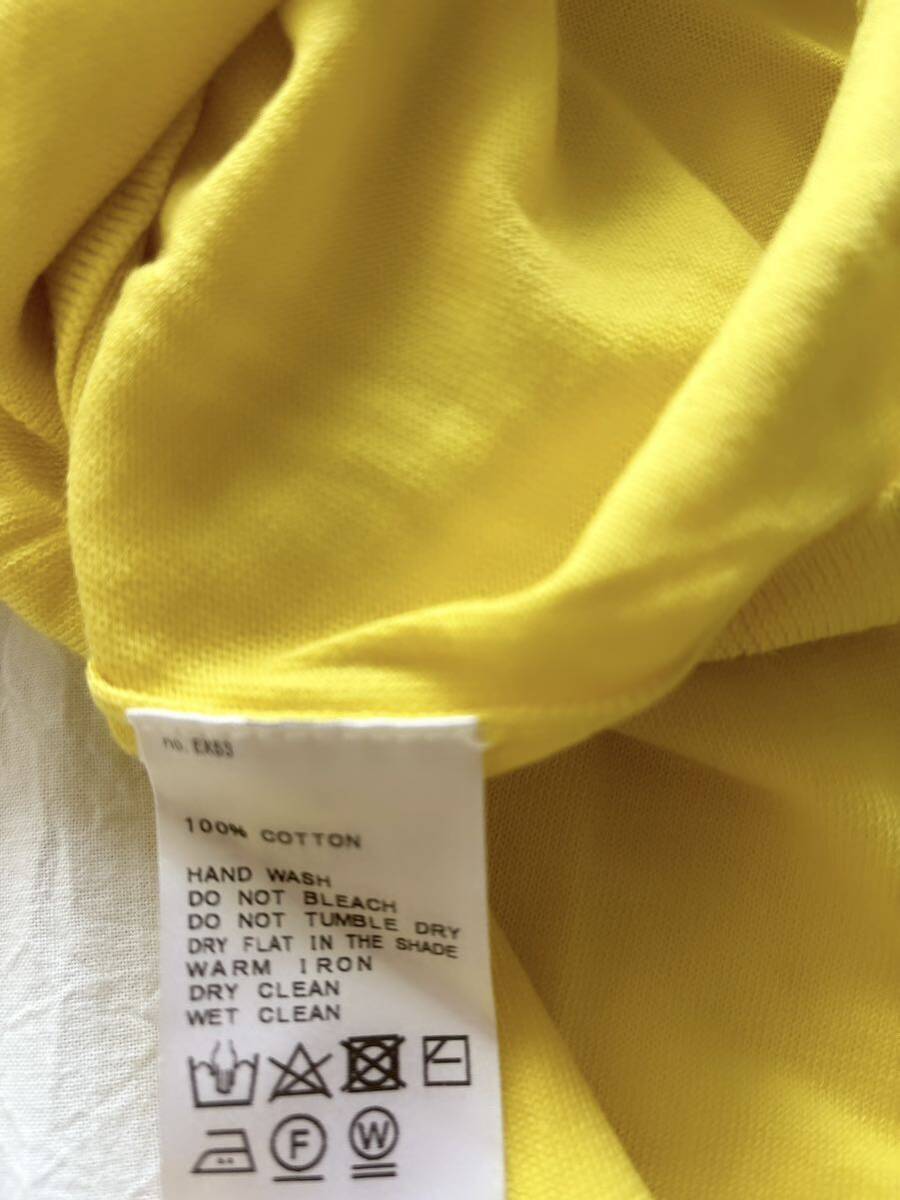 no. EK63
100% COTTON
HAND WASH
DO NOT BLEACH
DO NOT TUMBLE DRY
DRY FLAT IN THE SHADE
WARM IRON
DRY CLEAN
WET CLEAN
F W